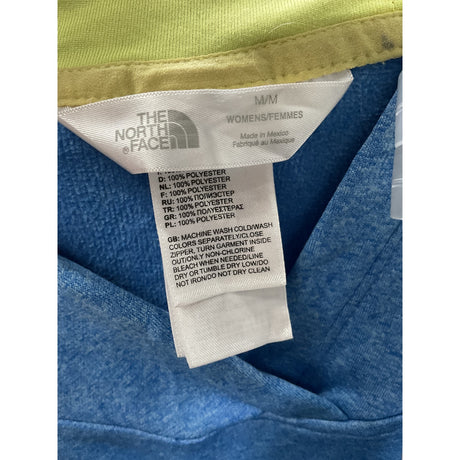 THE
NORTH
FACE
M/M
WOMENS/FEMMES
Made in Mexico
Fabriqué au Mexique
D: 100% POLYESTER
NL: 100% POLYESTER
F: 100% POLYESTER
RU: 100% ПОЛИЭСТЕР
TR: 100% POLYESTER
GR: 100% ΠΟΛΥΕΣΤΕΡΑΣ
PL: 100% POLYESTER
GB: MACHINE WASH COLD/WASH
COLORS SEPARATELY/CLOSE
ZIPPER, TURN GARMENT INSIDE
OUT/ONLY NON-CHLORINE
BLEACH WHEN NEEDED/LINE
DRY OR TUMBLE DRY LOW/DO
NOT IRON/DO NOT DRY CLEAN